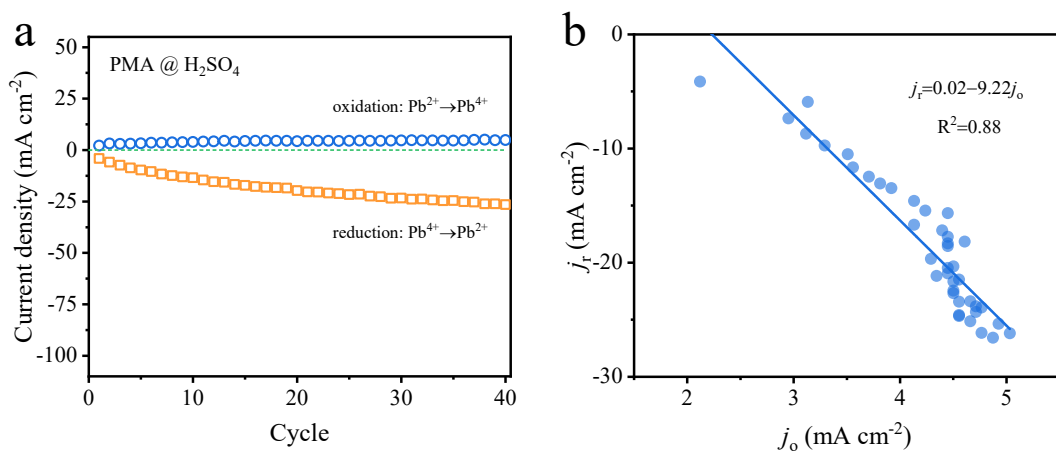 a
PMA @ H₂SO₄
oxidation: Pb²⁺→Pb⁴⁺
reduction: Pb⁴⁺→Pb²⁺
50
25
0
-25
-50
-75
-100
0
10
20
30
40
Current density (mA cm⁻²)
Cycle
b
jᵣ=0.02−9.22jₒ
R²=0.88
0
-10
-20
-30
2
3
4
5
jᵣ (mA cm⁻²)
jₒ (mA cm⁻²)